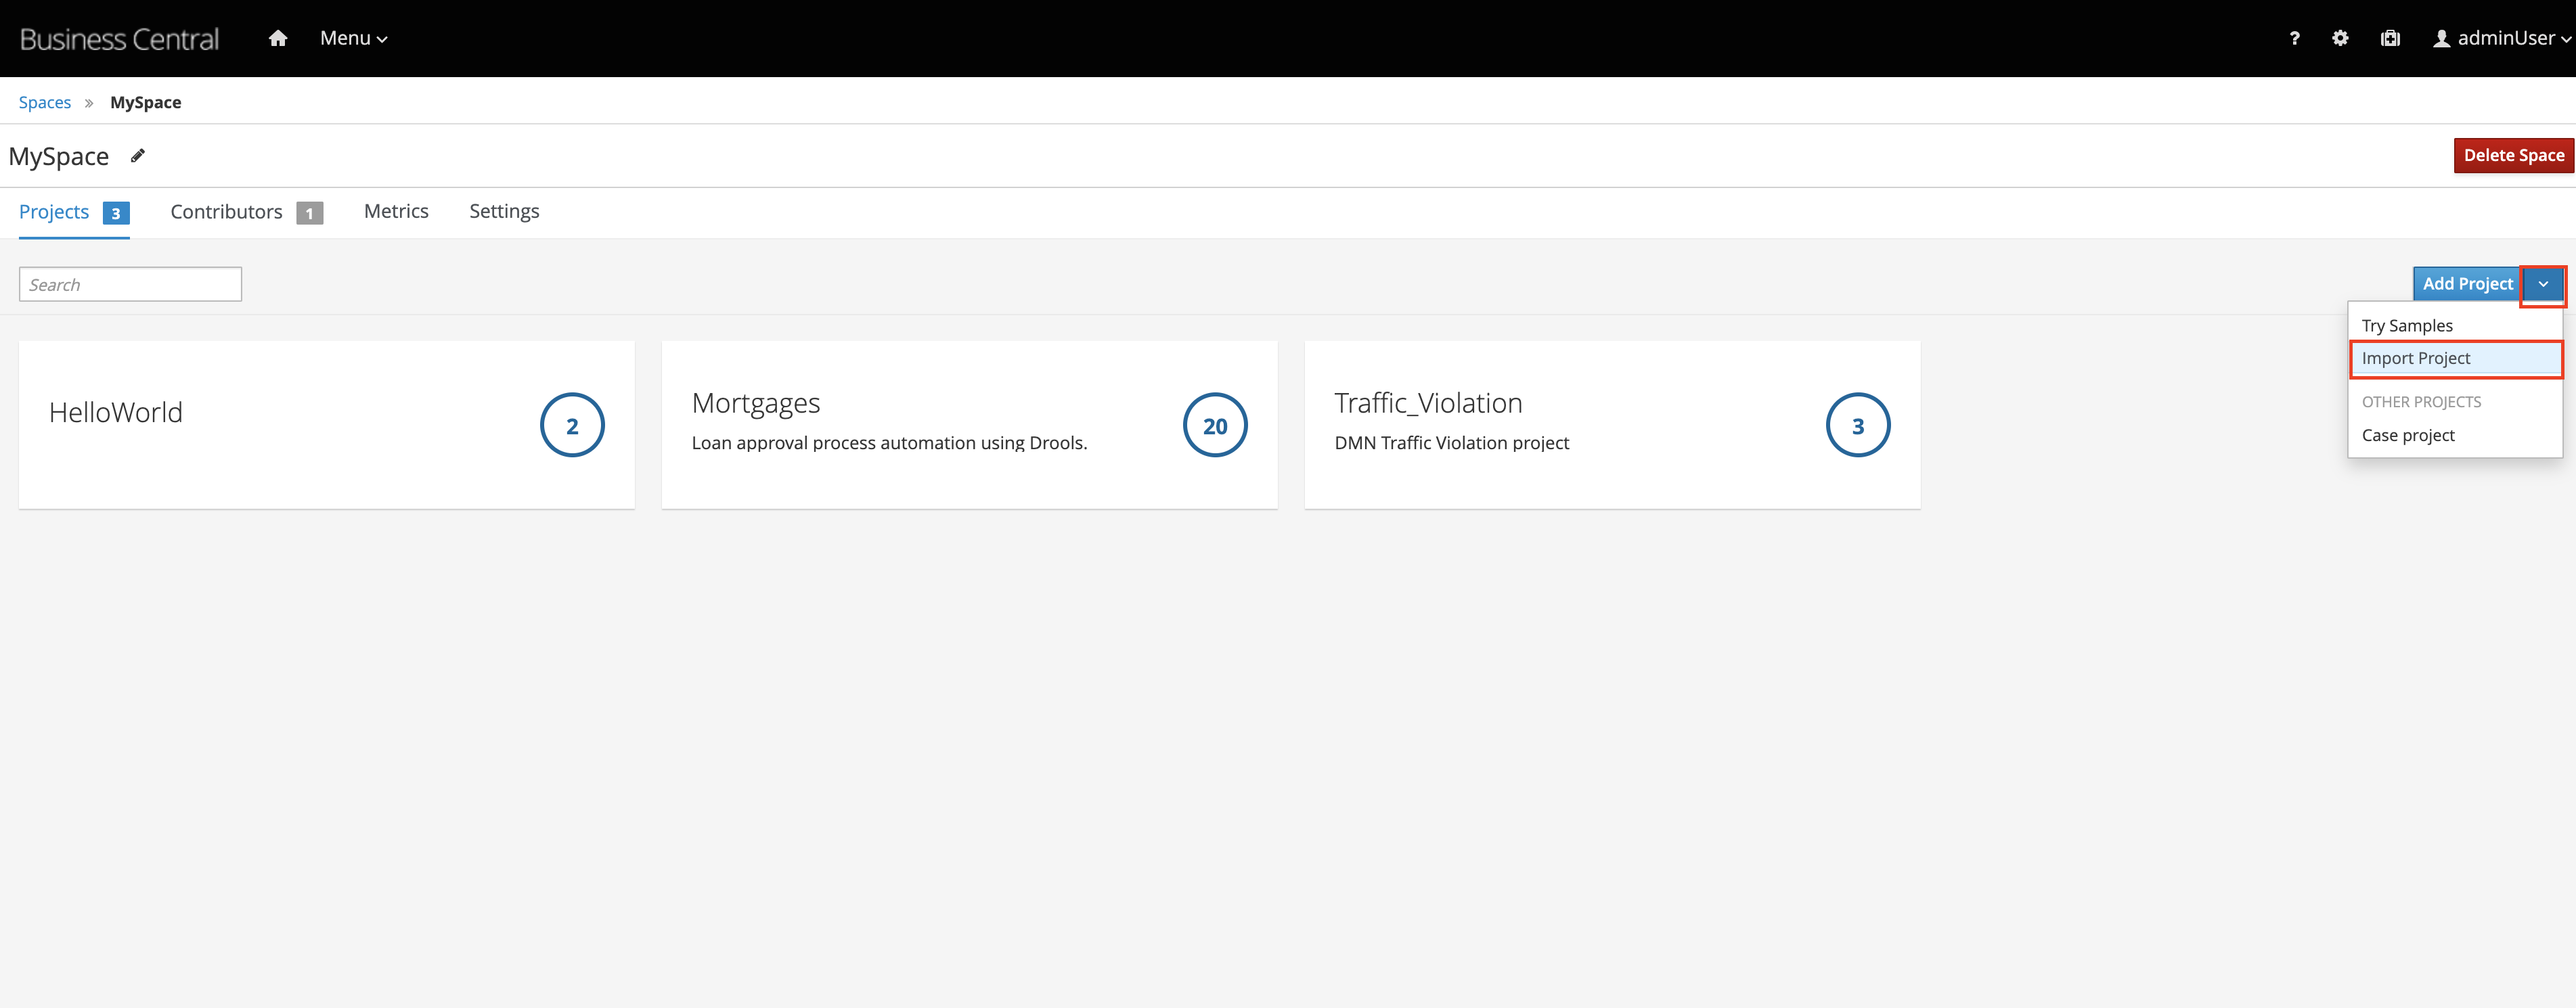 Business Central Menu ? adminUser
Spaces » MySpace
MySpace Delete Space
Projects 3 Contributors 1 Metrics Settings
Search Add Project
Try Samples
Import Project
OTHER PROJECTS
Case project
HelloWorld 2
Mortgages
Loan approval process automation using Drools.
20
Traffic_Violation
DMN Traffic Violation project
3